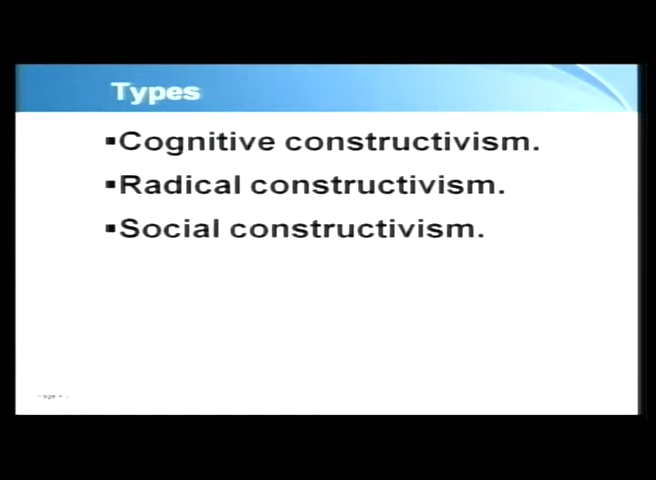 Types
▪Cognitive constructivism.
▪Radical constructivism.
▪Social constructivism.